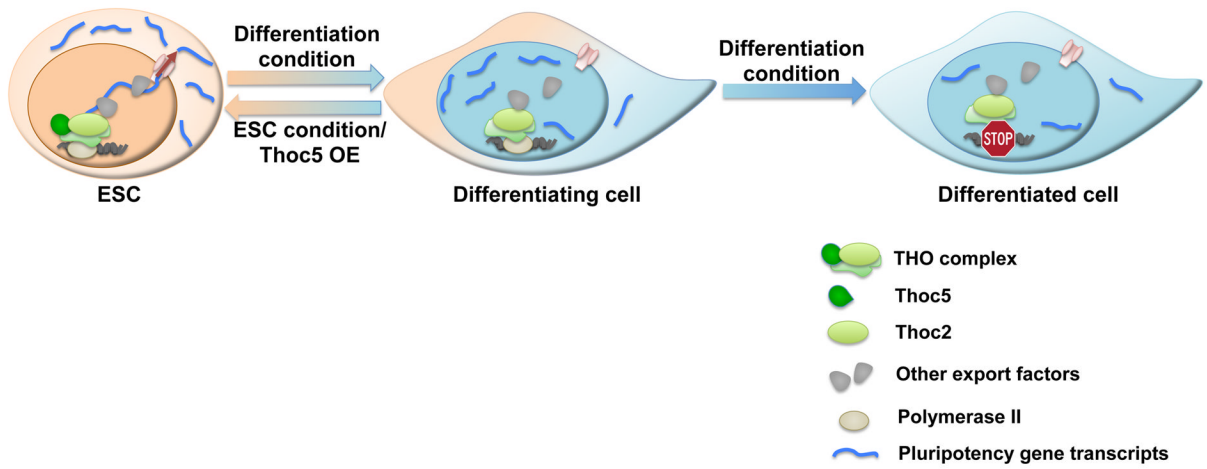 Differentiation
condition
ESC condition/
Thoc5 OE
Differentiation
condition
STOP
ESC
Differentiating cell
Differentiated cell
THO complex
Thoc5
Thoc2
Other export factors
Polymerase II
Pluripotency gene transcripts